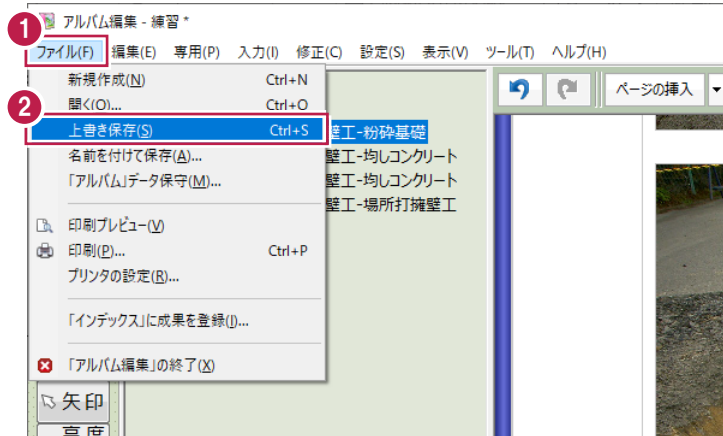 1
アルバム編集 - 練習 *
ファイル(F) 編集(E) 専用(P) 入力(I) 修正(C) 設定(S) 表示(V) ツール(T) ヘルプ(H)
新規作成(N) Ctrl+N
開く(O)... Ctrl+O
ページの挿入
2
上書き保存(S) Ctrl+S
壁工-粉砕基礎
名前を付けて保存(A)...
壁工-均しコンクリート
「アルバム」データ保守(M)...
壁工-均しコンクリート
壁工-場所打擁壁工
印刷プレビュー(V)
印刷(P)... Ctrl+P
プリンタの設定(R)...
「インデックス」に成果を登録(J)...
「アルバム編集」の終了(X)
矢印